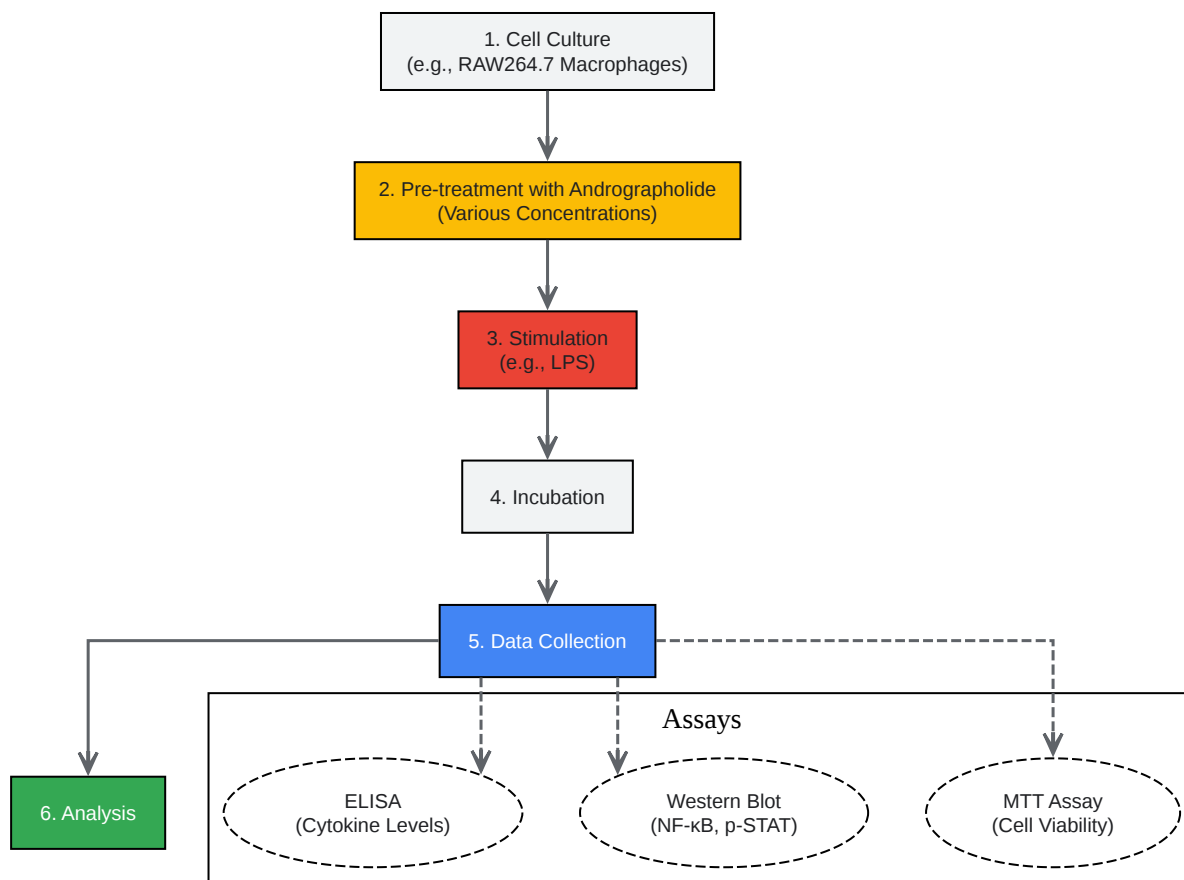 1. Cell Culture
(e.g., RAW264.7 Macrophages)
2. Pre-treatment with Andrographolide
(Various Concentrations)
3. Stimulation
(e.g., LPS)
4. Incubation
5. Data Collection
Assays
6. Analysis
ELISA
(Cytokine Levels)
Western Blot
(NF-κB, p-STAT)
MTT Assay
(Cell Viability)